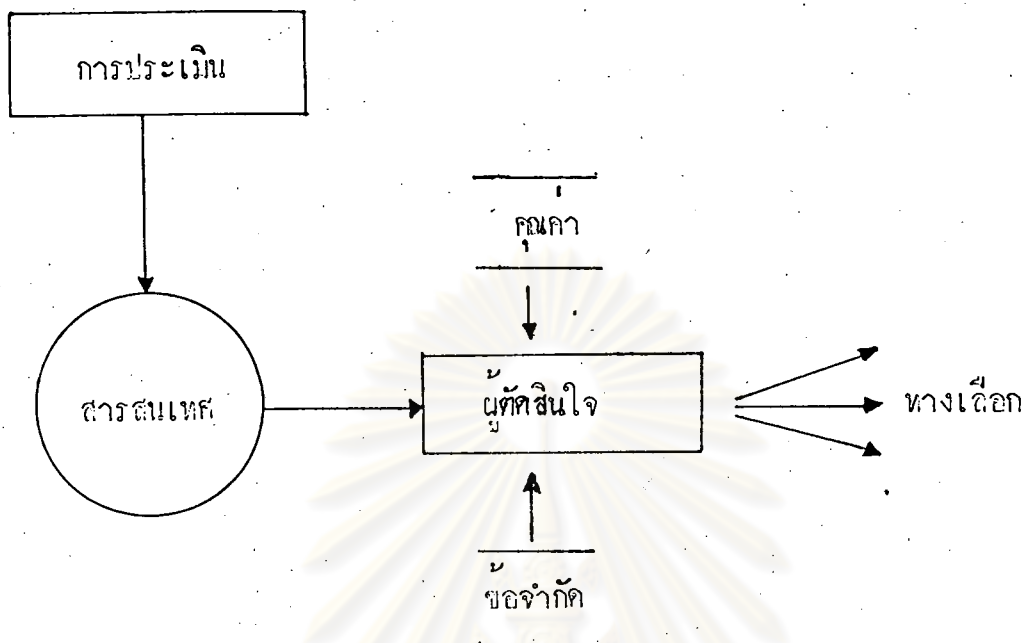 การประเมิน
คุณค่า
สารสนเทศ
ผู้ตัดสินใจ
ทางเลือก
ข้อจำกัด